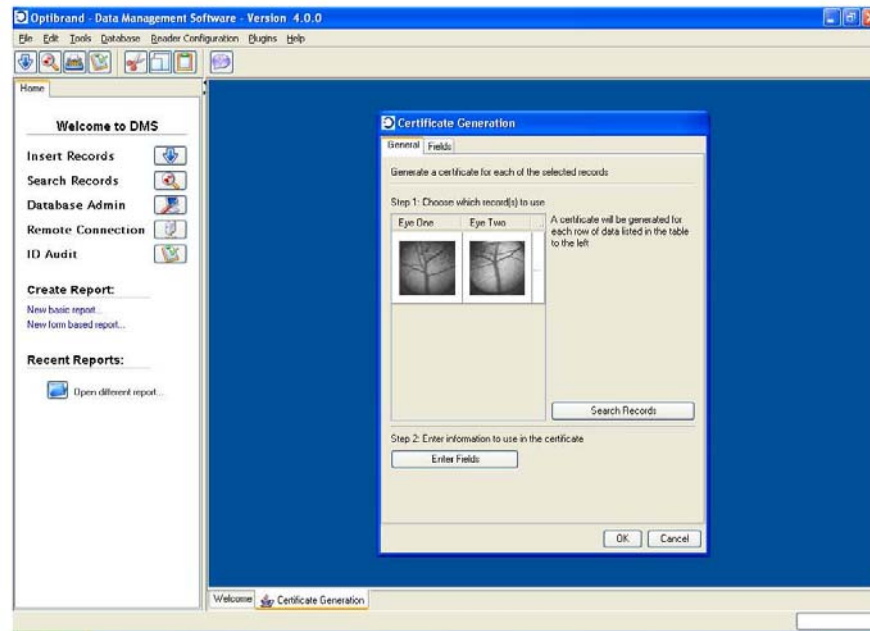 Optibrand - Data Management Software - Version 4.0.0
File Edit Tools Database Reader Configuration Plugins Help
Home
Welcome to DMS
Insert Records
Search Records
Database Admin
Remote Connection
ID Audit
Create Report:
New basic report...
New form based report...
Recent Reports:
Open different report...
Certificate Generation
General Fields
Generate a certificate for each of the selected records
Step 1: Choose which record(s) to use
Eye One Eye Two
A certificate will be generated for
each row of data listed in the table
to the left
Search Records
Step 2: Enter information to use in the certificate
Enter Fields
OK Cancel
Welcome Certificate Generation